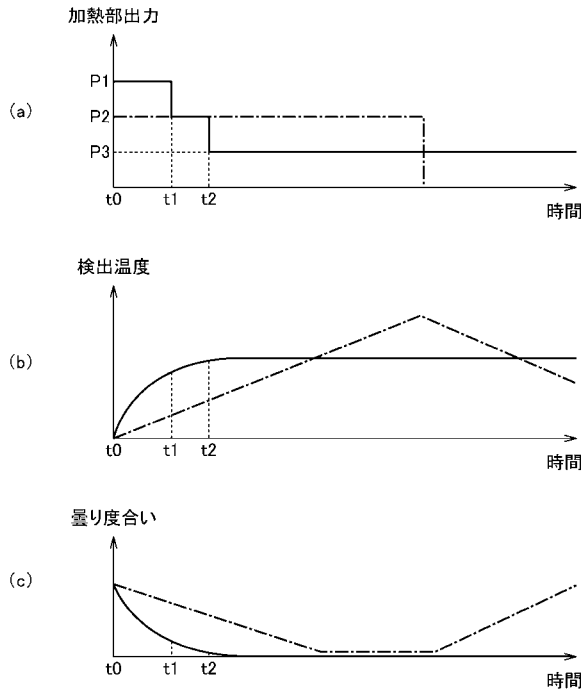 加熱部出力
(a)
P1
P2
P3
t0 t1 t2
時間
検出温度
(b)
t0 t1 t2
時間
曇り度合い
(c)
t0 t1 t2
時間